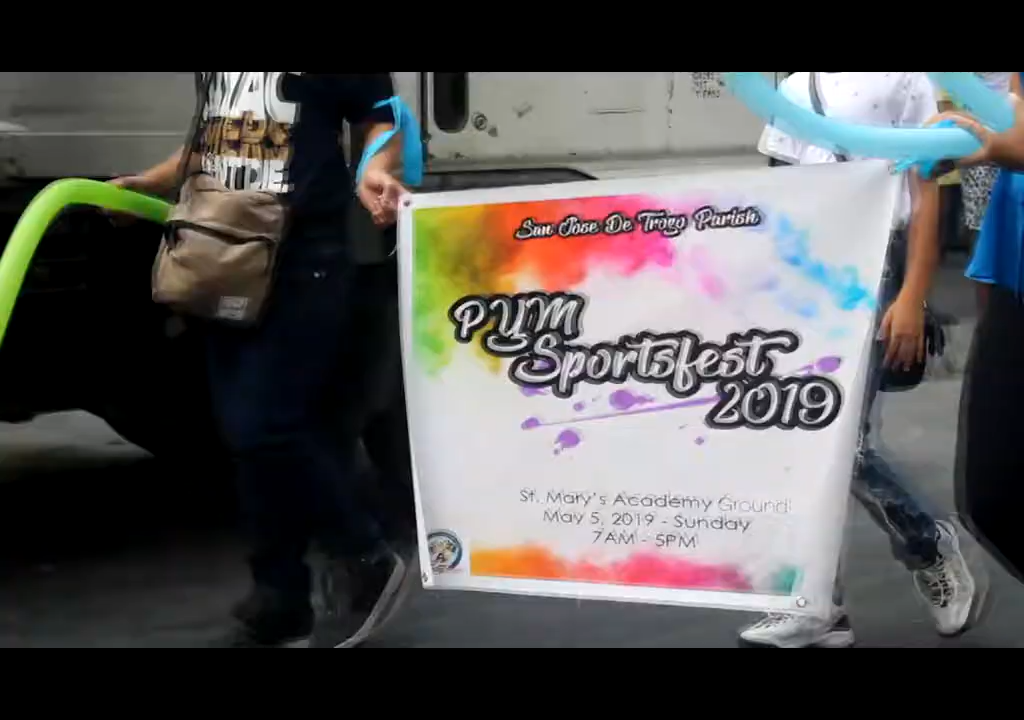 San Jose De Trozo Parish
PYM
Sportsfest
2019
St. Mary's Academy Ground
May 5, 2019 - Sunday
7AM - 5PM